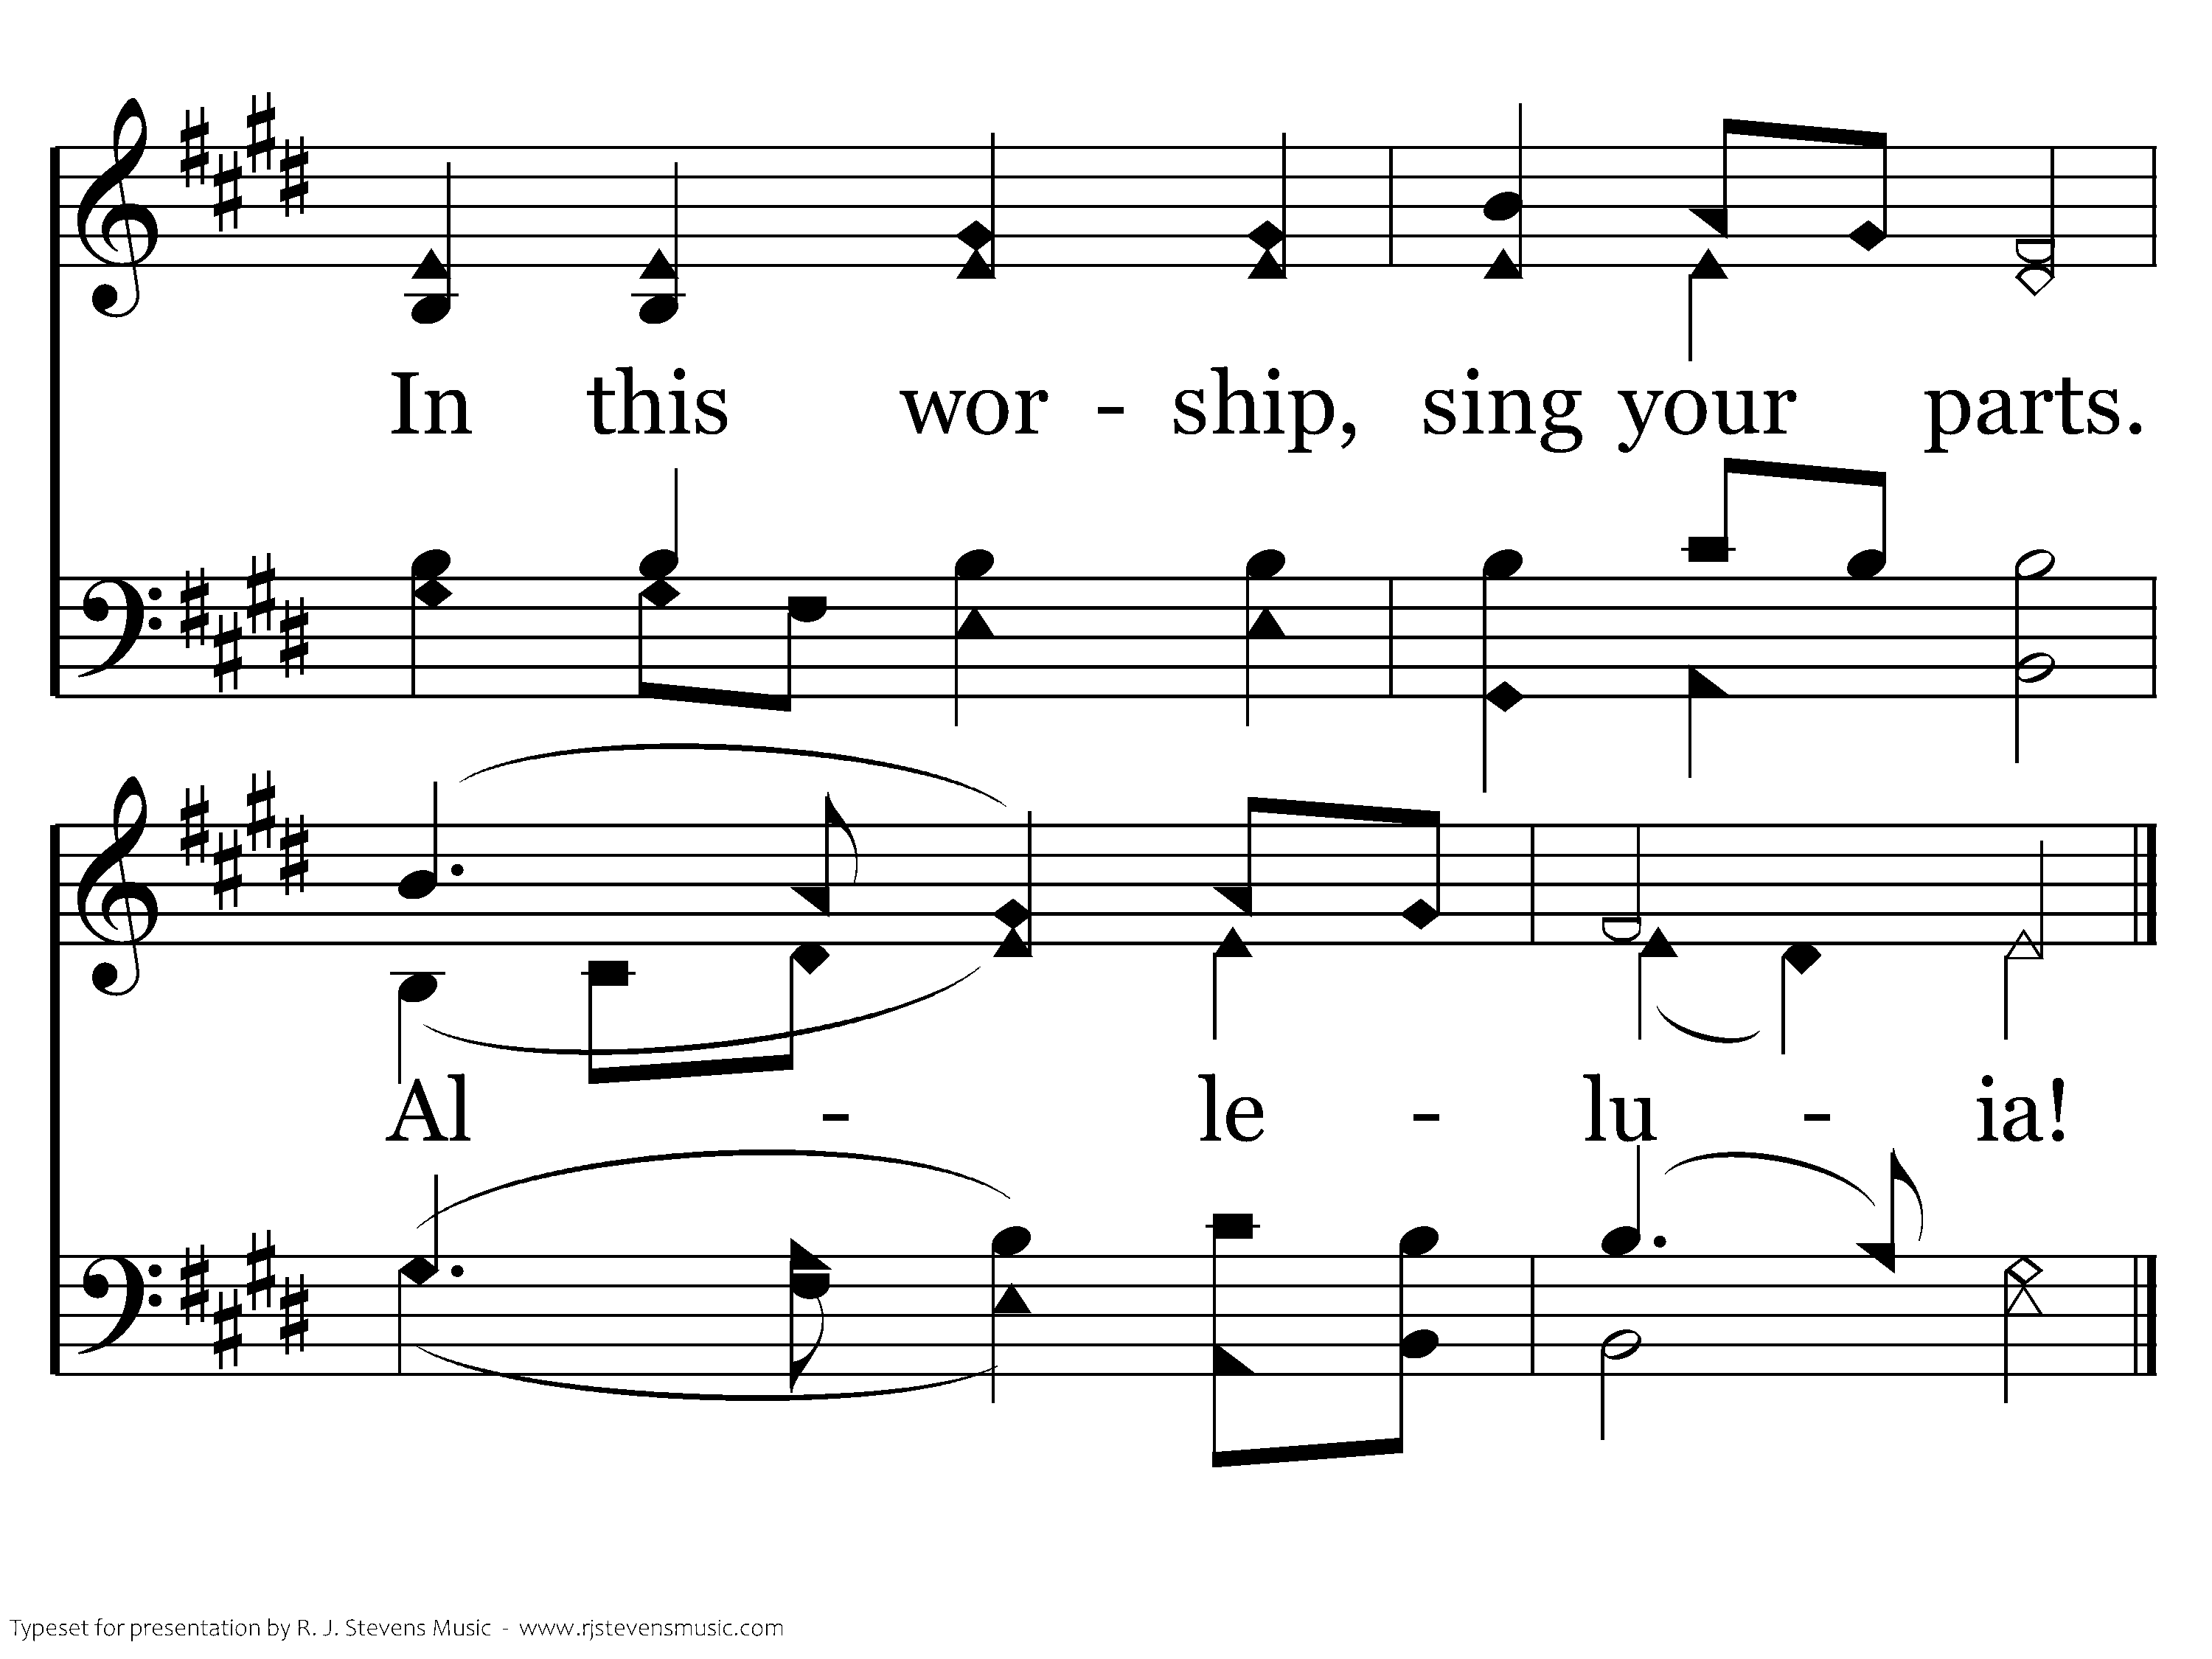 In this wor - ship, sing your parts.
Al - le - lu - ia!
Typeset for presentation by R. J. Stevens Music - www.rjstevensmusic.com